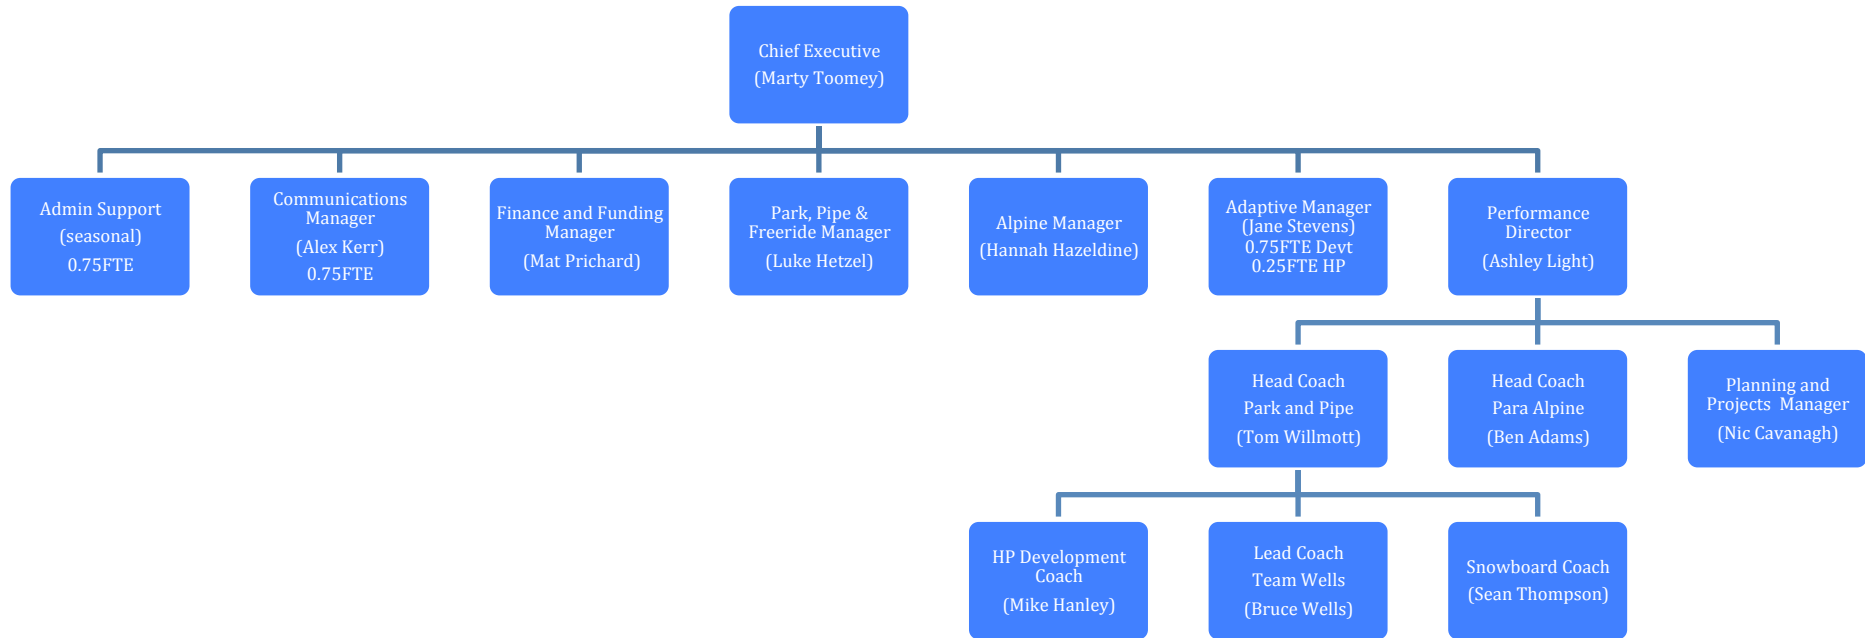 Chief Executive
(Marty Toomey)
Admin Support
(seasonal)
0.75FTE
Communications
Manager
(Alex Kerr)
0.75FTE
Finance and Funding
Manager
(Mat Prichard)
Park, Pipe &
Freeride Manager
(Luke Hetzel)
Alpine Manager
(Hannah Hazeldine)
Adaptive Manager
(Jane Stevens)
0.75FTE Devt
0.25FTE HP
Performance
Director
(Ashley Light)
Head Coach
Park and Pipe
(Tom Willmott)
Head Coach
Para Alpine
(Ben Adams)
Planning and
Projects  Manager
(Nic Cavanagh)
HP Development
Coach
(Mike Hanley)
Lead Coach
Team Wells
(Bruce Wells)
Snowboard Coach
(Sean Thompson)